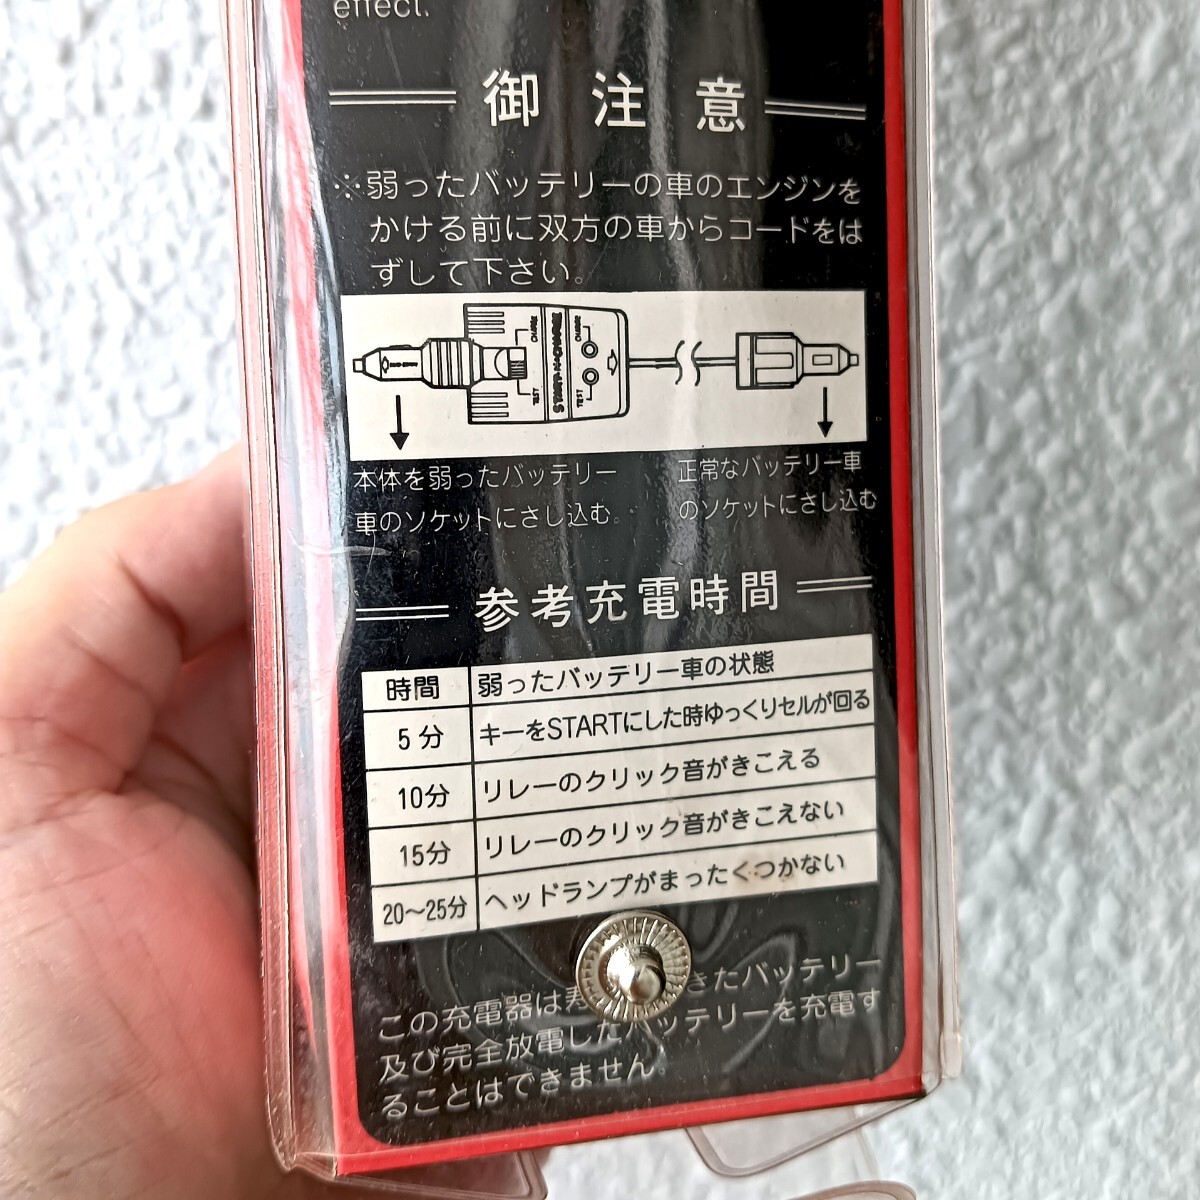 effect.
御注意
※弱ったバッテリーの車のエンジンを
かける前に双方の車からコードをは
ずして下さい。
CHARGE
TEST
CHARGE
TEST
本体を弱ったバッテリー
車のソケットにさし込む。
正常なバッテリー車
のソケットにさし込む
参考充電時間
時間 弱ったバッテリー車の状態
5分 キーをSTARTにした時ゆっくりセルが回る
10分 リレーのクリック音がきこえる
15分 リレーのクリック音がきこえない
20〜25分 ヘッドランプがまったくつかない
この充電器は寿 きたバッテリー
及び完全放電したバッテリーを充電す
ることはできません。